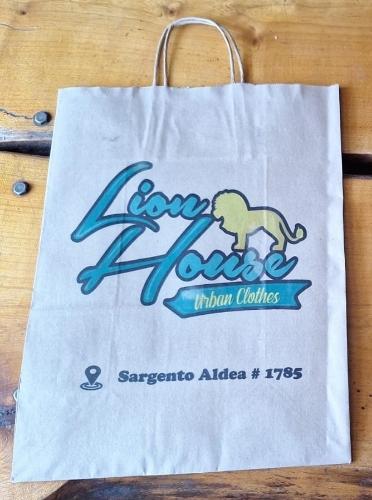 Lion
House
Urban Clothes
Sargento Aldea # 1785